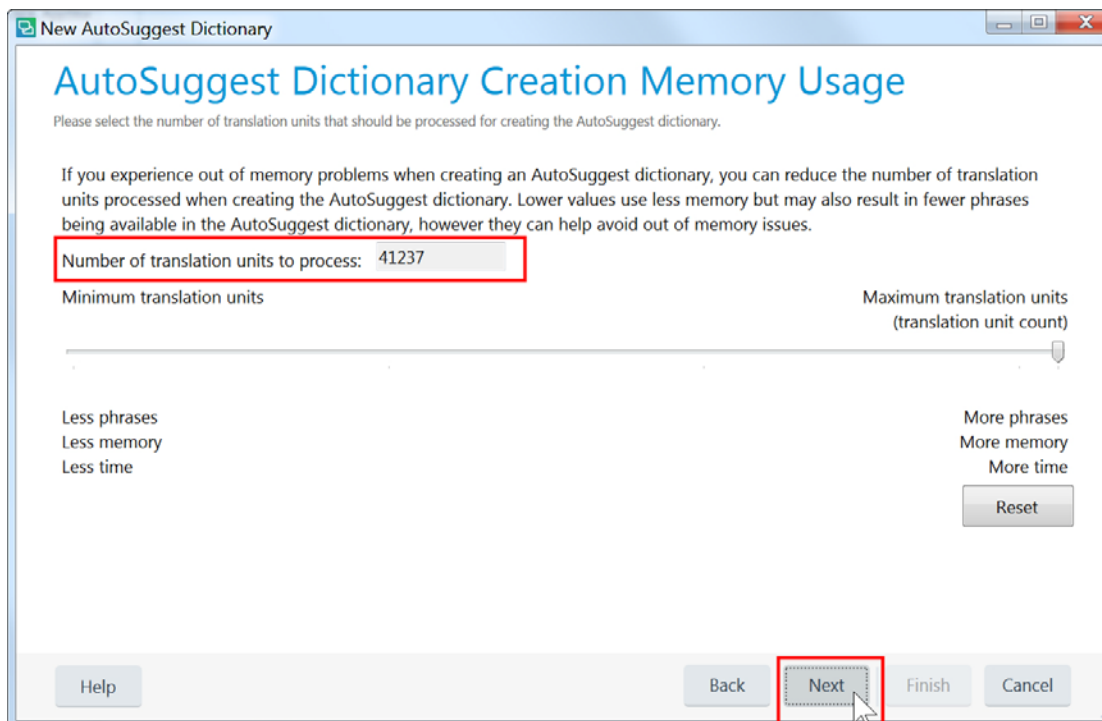 New AutoSuggest Dictionary
AutoSuggest Dictionary Creation Memory Usage
Please select the number of translation units that should be processed for creating the AutoSuggest dictionary.
If you experience out of memory problems when creating an AutoSuggest dictionary, you can reduce the number of translation
units processed when creating the AutoSuggest dictionary. Lower values use less memory but may also result in fewer phrases
being available in the AutoSuggest dictionary, however they can help avoid out of memory issues.
Number of translation units to process: 41237
Minimum translation units Maximum translation units
(translation unit count)
Less phrases More phrases
Less memory More memory
Less time More time
Reset
Help Back Next Finish Cancel